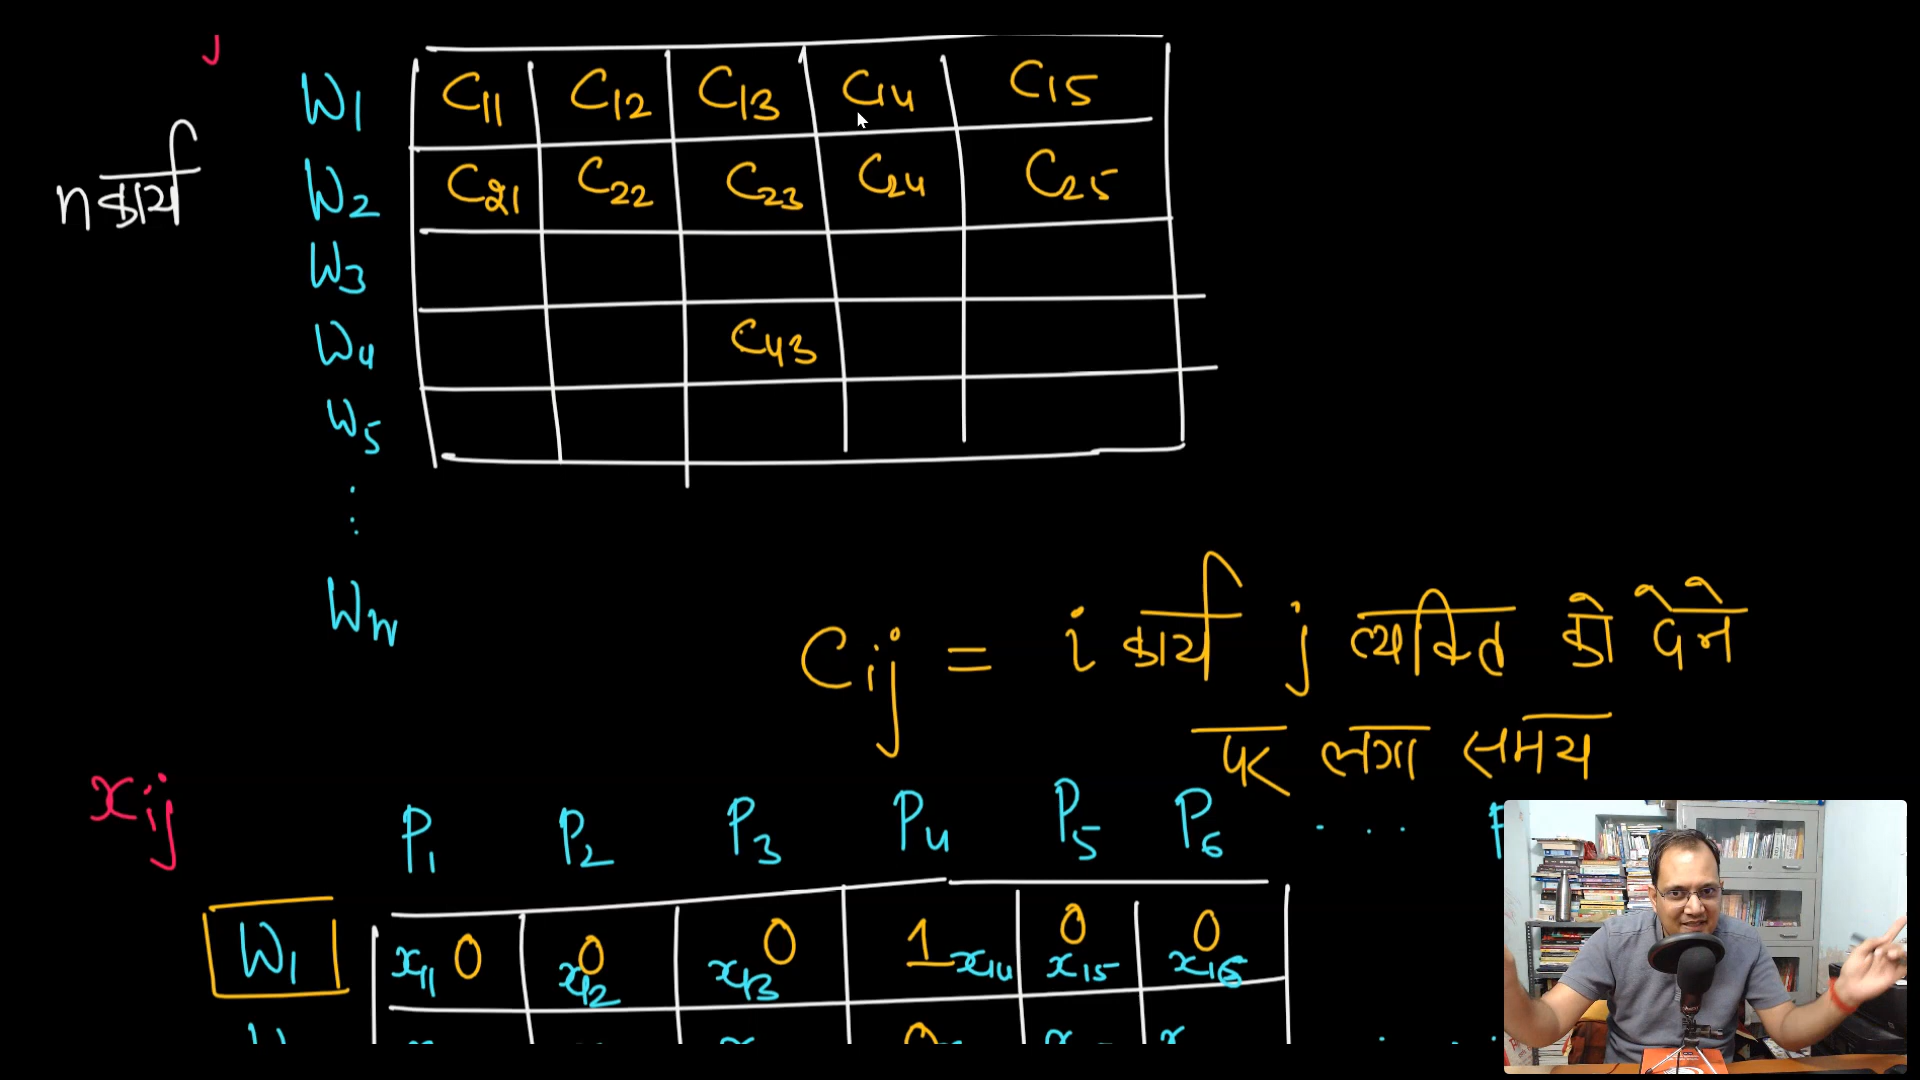 j
W1 C11 C12 C13 C14 C15
n कार्य
W2 C21 C22 C23 C24 C25
W3
W4 C43
W5
:
Wn
Cij = i कार्य j व्यक्ति को देने
पर लगा समय
xij
P1 P2 P3 P4 P5 P6 ...
W1 x11 0 x12 0 x13 0 1 x14 0 x15 0 x16